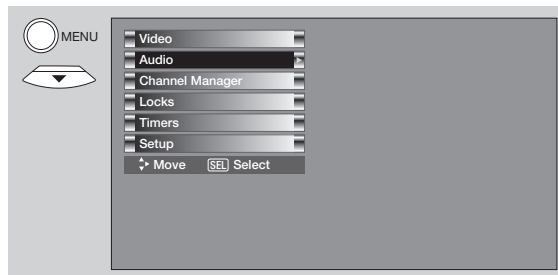 MENU
Video
Audio
Channel Manager
Locks
Timers
Setup
Move SEL Select